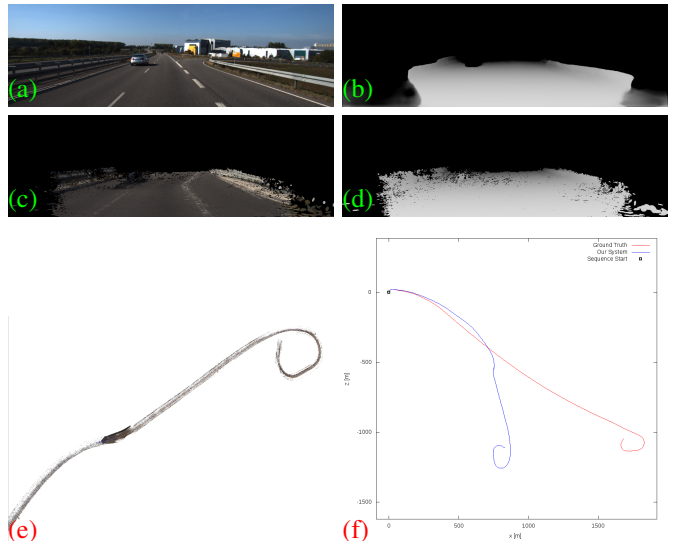 (a)
(b)
(c)
(d)
(e)
(f)
Ground Truth
Our System
Sequence Start
0
-500
-1000
-1500
z [m]
0
500
1000
1500
x [m]